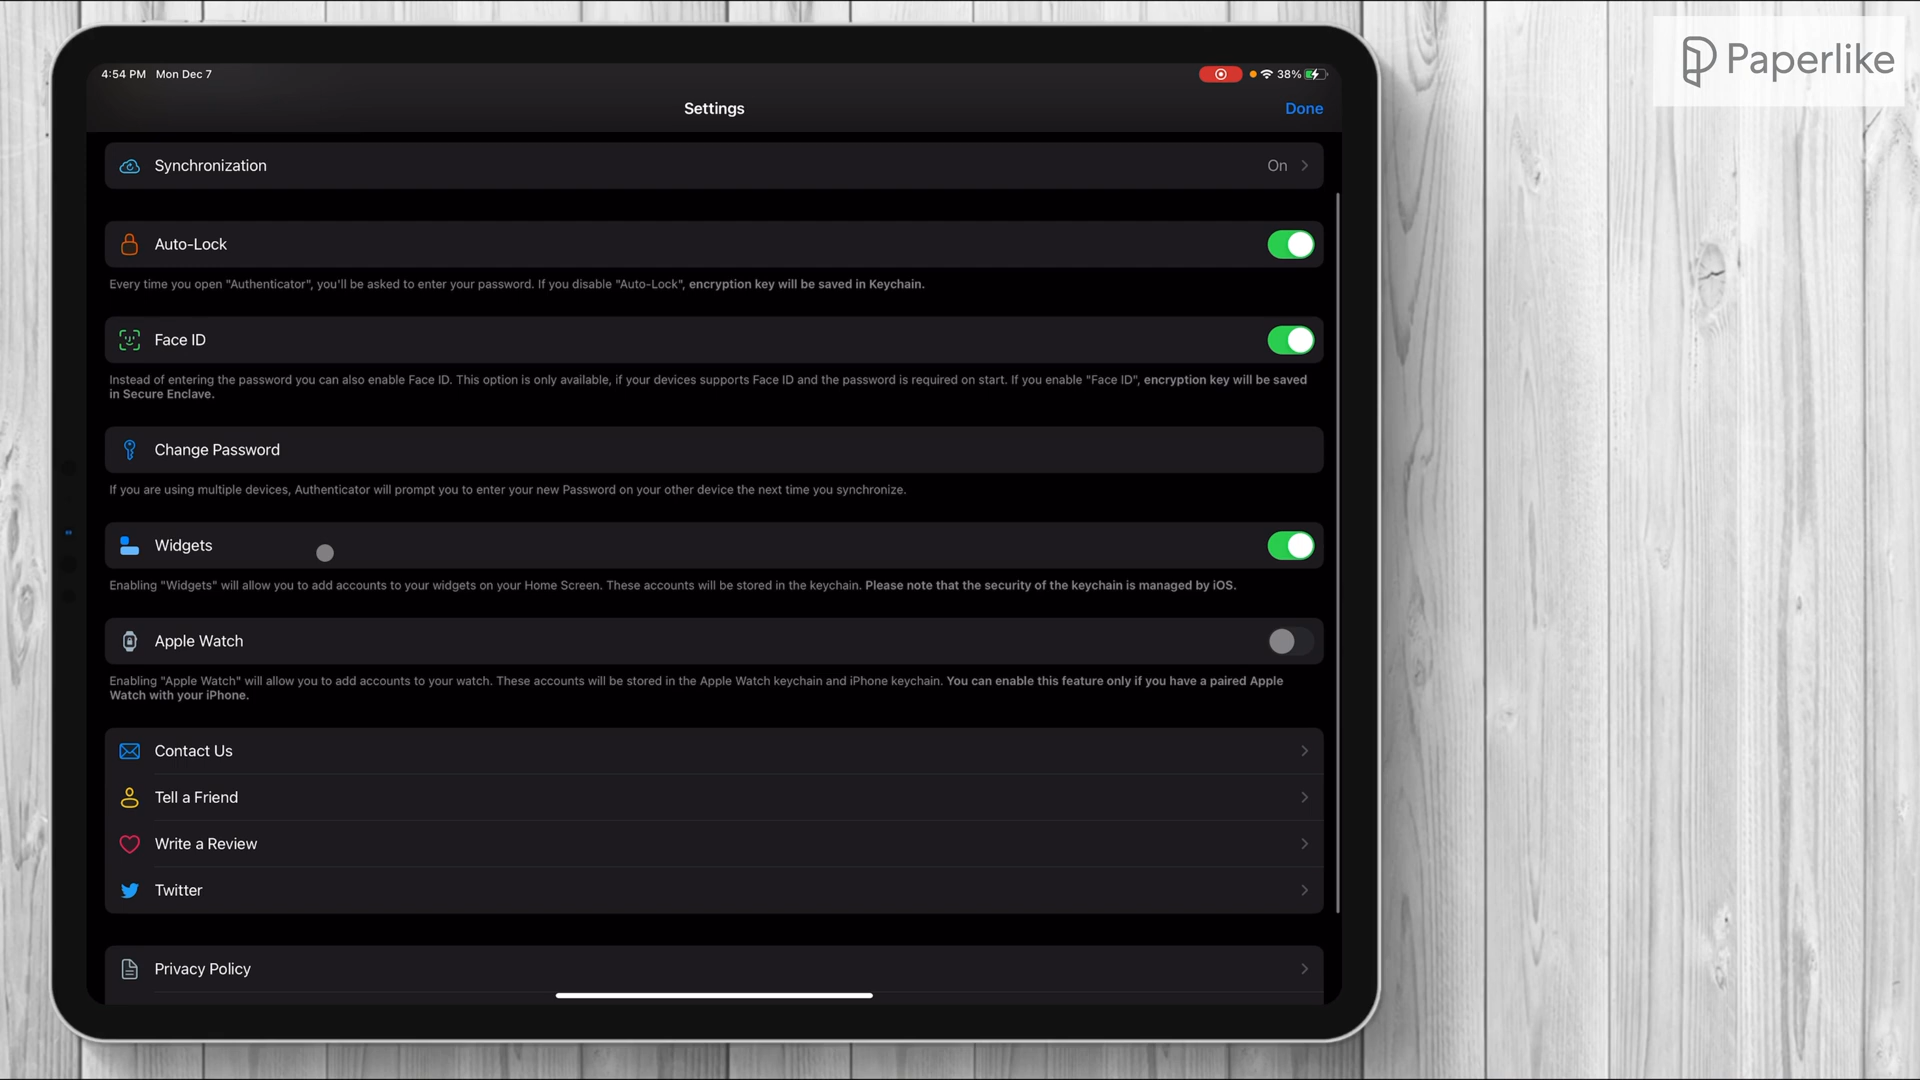 Paperlike
4:54 PM Mon Dec 7
38%
Settings
Done
Synchronization
On
Auto-Lock
Every time you open "Authenticator", you'll be asked to enter your password. If you disable "Auto-Lock", encryption key will be saved in Keychain.
Face ID
Instead of entering the password you can also enable Face ID. This option is only available, if your devices supports Face ID and the password is required on start. If you enable "Face ID", encryption key will be saved
in Secure Enclave.
Change Password
If you are using multiple devices, Authenticator will prompt you to enter your new Password on your other device the next time you synchronize.
Widgets
Enabling "Widgets" will allow you to add accounts to your widgets on your Home Screen. These accounts will be stored in the keychain. Please note that the security of the keychain is managed by iOS.
Apple Watch
Enabling "Apple Watch" will allow you to add accounts to your watch. These accounts will be stored in the Apple Watch keychain and iPhone keychain. You can enable this feature only if you have a paired Apple
Watch with your iPhone.
Contact Us
Tell a Friend
Write a Review
Twitter
Privacy Policy